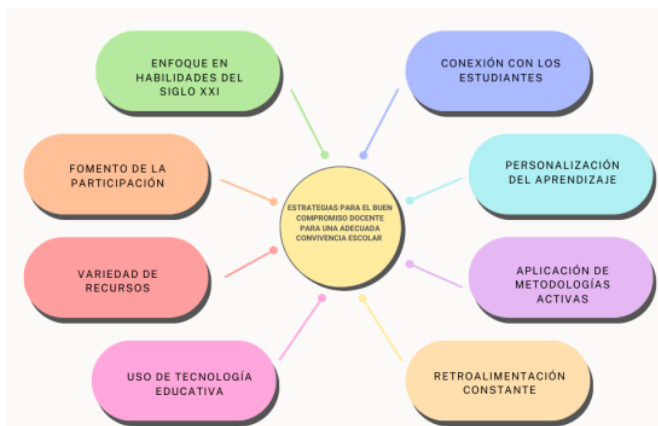 ENFOQUE EN
HABILIDADES DEL
SIGLO XXI
CONEXIÓN CON LOS
ESTUDIANTES
FOMENTO DE LA
PARTICIPACIÓN
PERSONALIZACIÓN
DEL APRENDIZAJE
ESTRATEGIAS PARA EL BUEN
COMPROMISO DOCENTE
PARA UNA ADECUADA
CONVIVENCIA ESCOLAR
VARIEDAD DE
RECURSOS
APLICACIÓN DE
METODOLOGÍAS
ACTIVAS
USO DE TECNOLOGÍA
EDUCATIVA
RETROALIMENTACIÓN
CONSTANTE